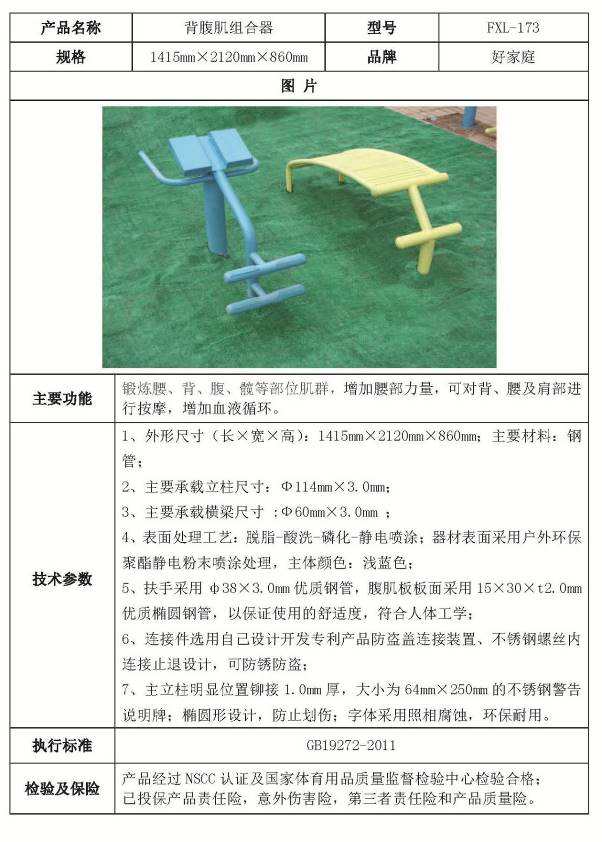 产品名称 背腹肌组合器 型号 FXL-173
规格 1415mm×2120mm×860mm 品牌 好家庭
图 片
主要功能
锻炼腰、背、腹、髋等部位肌群，增加腰部力量，可对背、腰及肩部进
行按摩，增加血液循环。
技术参数
1、外形尺寸（长×宽×高）：1415mm×2120mm×860mm；主要材料：钢
管；
2、主要承载立柱尺寸：Φ114mm×3.0mm；
3、主要承载横梁尺寸 :Φ60mm×3.0mm ；
4、表面处理工艺：脱脂-酸洗-磷化-静电喷涂；器材表面采用户外环保
聚酯静电粉末喷涂处理，主体颜色：浅蓝色；
5、扶手采用 φ38×3.0mm 优质钢管，腹肌板板面采用 15×30×t2.0mm
优质椭圆钢管，以保证使用的舒适度，符合人体工学；
6、连接件选用自己设计开发专利产品防盗盖连接装置、不锈钢螺丝内
连接止退设计，可防锈防盗；
7、主立柱明显位置铆接 1.0mm 厚，大小为 64mm×250mm 的不锈钢警告
说明牌；椭圆形设计，防止划伤；字体采用照相腐蚀，环保耐用。
执行标准 GB19272-2011
检验及保险
产品经过 NSCC 认证及国家体育用品质量监督检验中心检验合格；
已投保产品责任险，意外伤害险，第三者责任险和产品质量险。